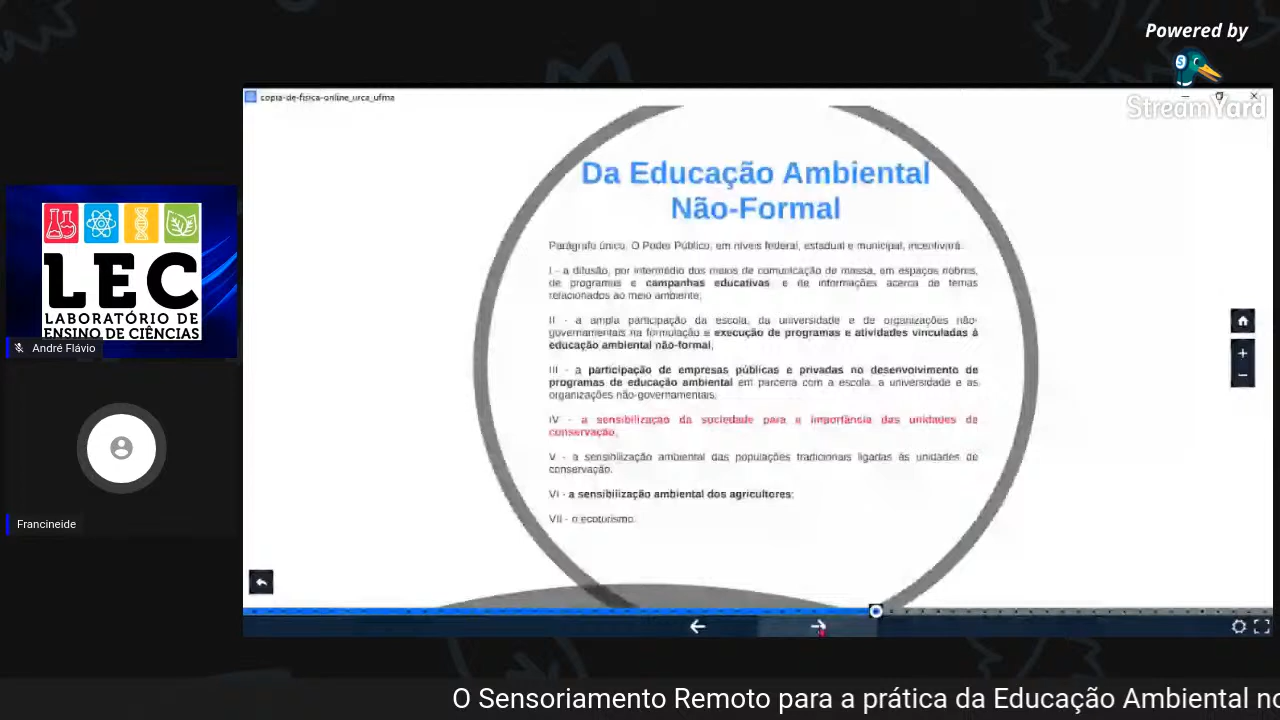 Powered by
StreamYard
copia-de-fisica-online_urca_ufma
Da Educação Ambiental
Não-Formal
Parágrafo único. O Poder Público, em níveis federal, estadual e municipal, incentivará:
I - a difusão, por intermédio dos meios de comunicação de massa, em espaços nobres,
de programas e campanhas educativas e de informações acerca de temas
relacionados ao meio ambiente;
II - a ampla participação da escola, da universidade e de organizações não-
governamentais na formulação e execução de programas e atividades vinculadas à
educação ambiental não-formal;
III - a participação de empresas públicas e privadas no desenvolvimento de
programas de educação ambiental em parceria com a escola, a universidade e as
organizações não-governamentais;
IV - a sensibilização da sociedade para a importância das unidades de
conservação;
V - a sensibilização ambiental das populações tradicionais ligadas às unidades de
conservação.
VI - a sensibilização ambiental dos agricultores;
VII - o ecoturismo.
LEC
LABORATÓRIO DE
ENSINO DE CIÊNCIAS
André Flávio
Francineide
O Sensoriamento Remoto para a prática da Educação Ambiental no